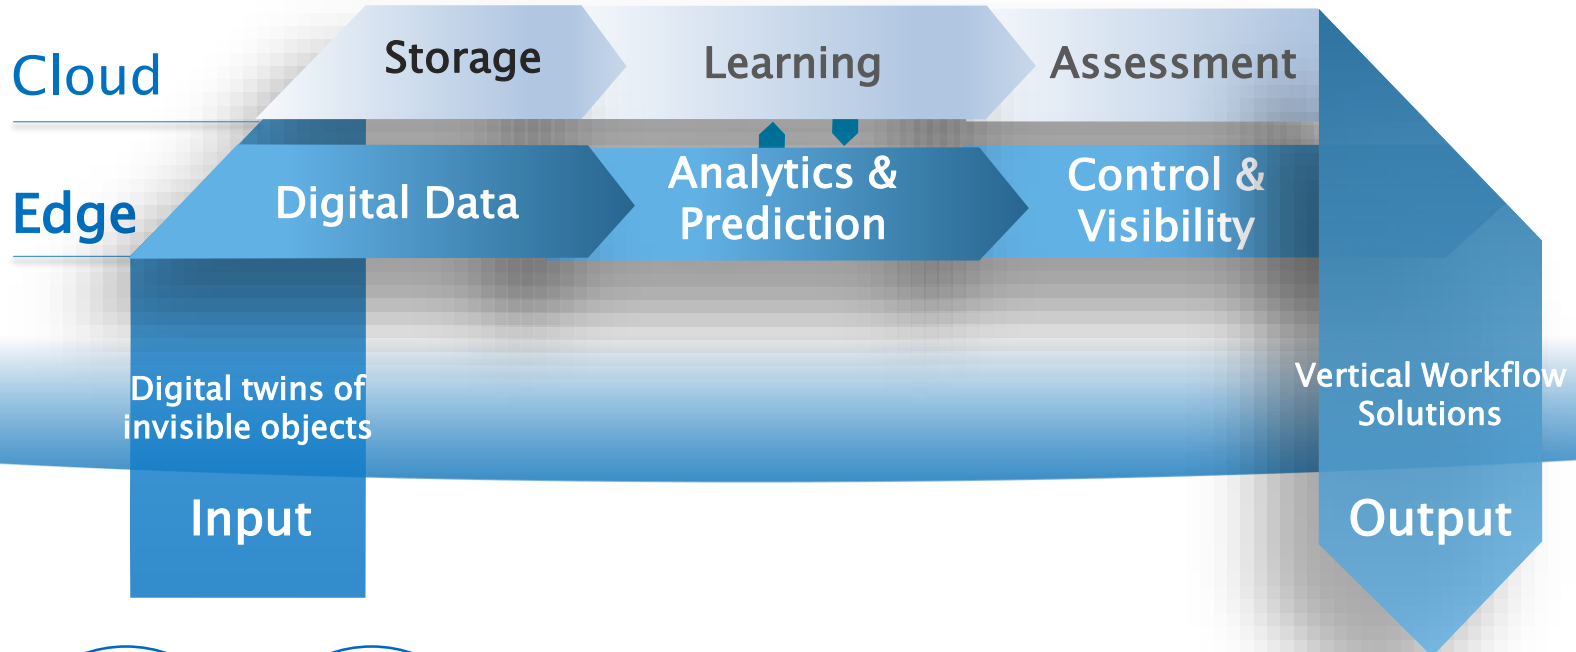 Cloud
Storage
Learning
Assessment
Edge
Digital Data
Analytics &
Prediction
Control &
Visibility
Digital twins of
invisible objects
Input
Vertical Workflow
Solutions
Output